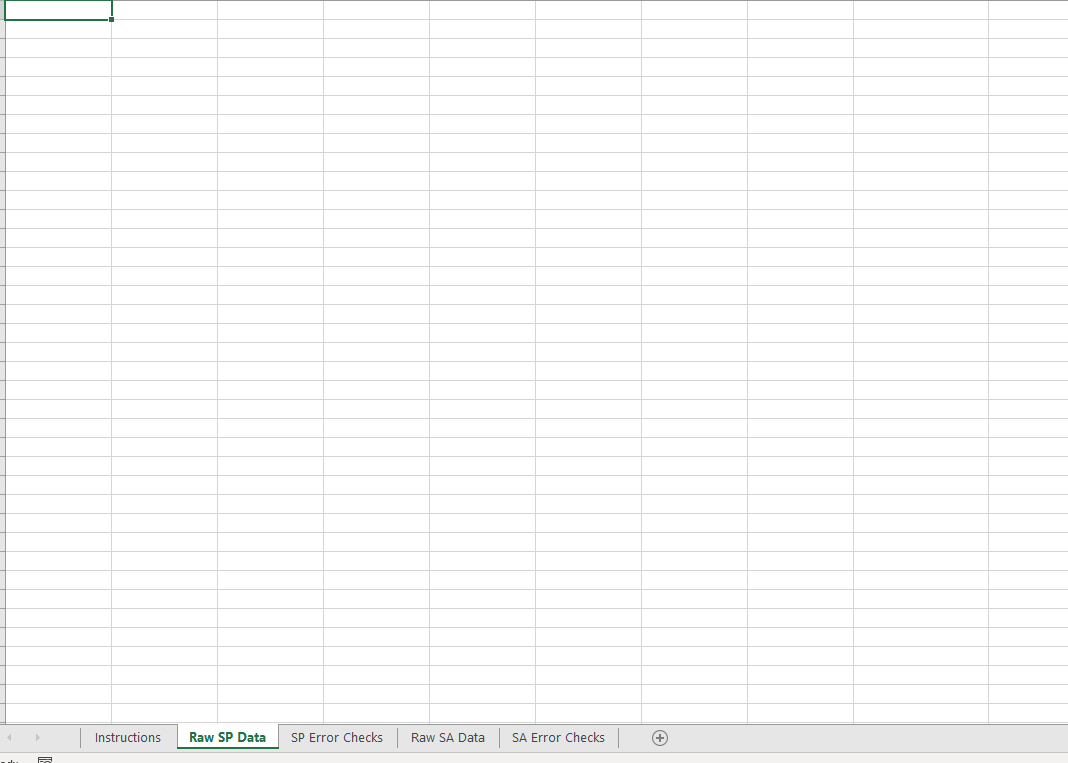 Instructions Raw SP Data SP Error Checks Raw SA Data SA Error Checks